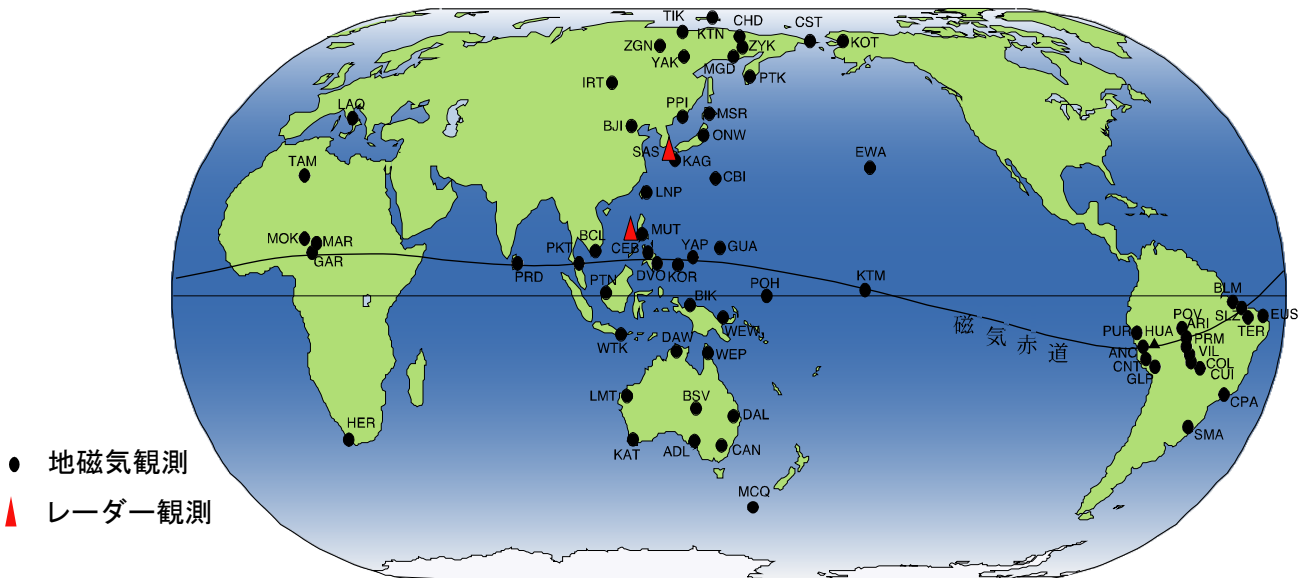 TIK
KTN
CHD
CST
ZGN
ZYK
KOT
YAK
MGD
PTK
IRT
LAQ
PPI
MSR
BJI
ONW
SAS
KAG
EWA
TAM
CBI
LNP
MOK
MAR
GAR
BCL
MUT
PKT
CEB
YAP
GUA
PRD
DVO
KOR
PTN
POH
KTM
BIK
BLM
WEW
SLZ
EUS
TER
POV
ARI
PUR
HUA
PRM
WTK
DAW
WEP
ANC
VIL
CNT
COL
GLP
CUI
磁気赤道
LMT
BSV
DAL
CPA
HER
SMA
KAT
ADL
CAN
MCQ
地磁気観測
レーダー観測